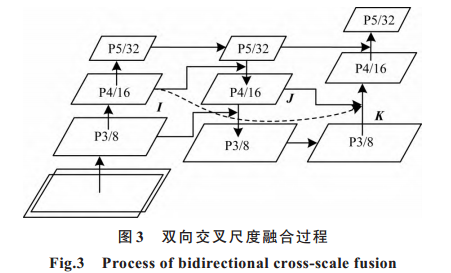 P5/32
P5/32 P5/32
P4/16 P4/16 P4/16
I J K
P3/8 P3/8 P3/8
图3 双向交叉尺度融合过程
Fig.3 Process of bidirectional cross-scale fusion